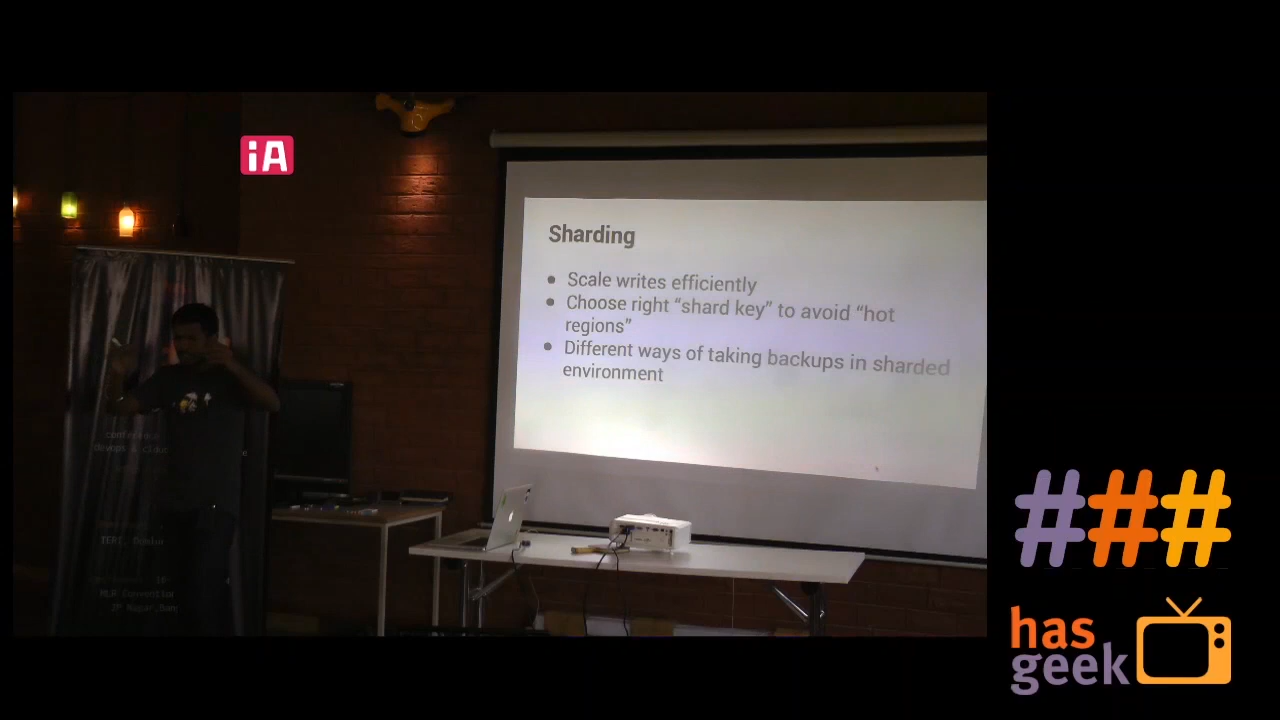 iA
Sharding
• Scale writes efficiently
• Choose right “shard key” to avoid “hot
regions”
• Different ways of taking backups in sharded
environment
###
has
geek